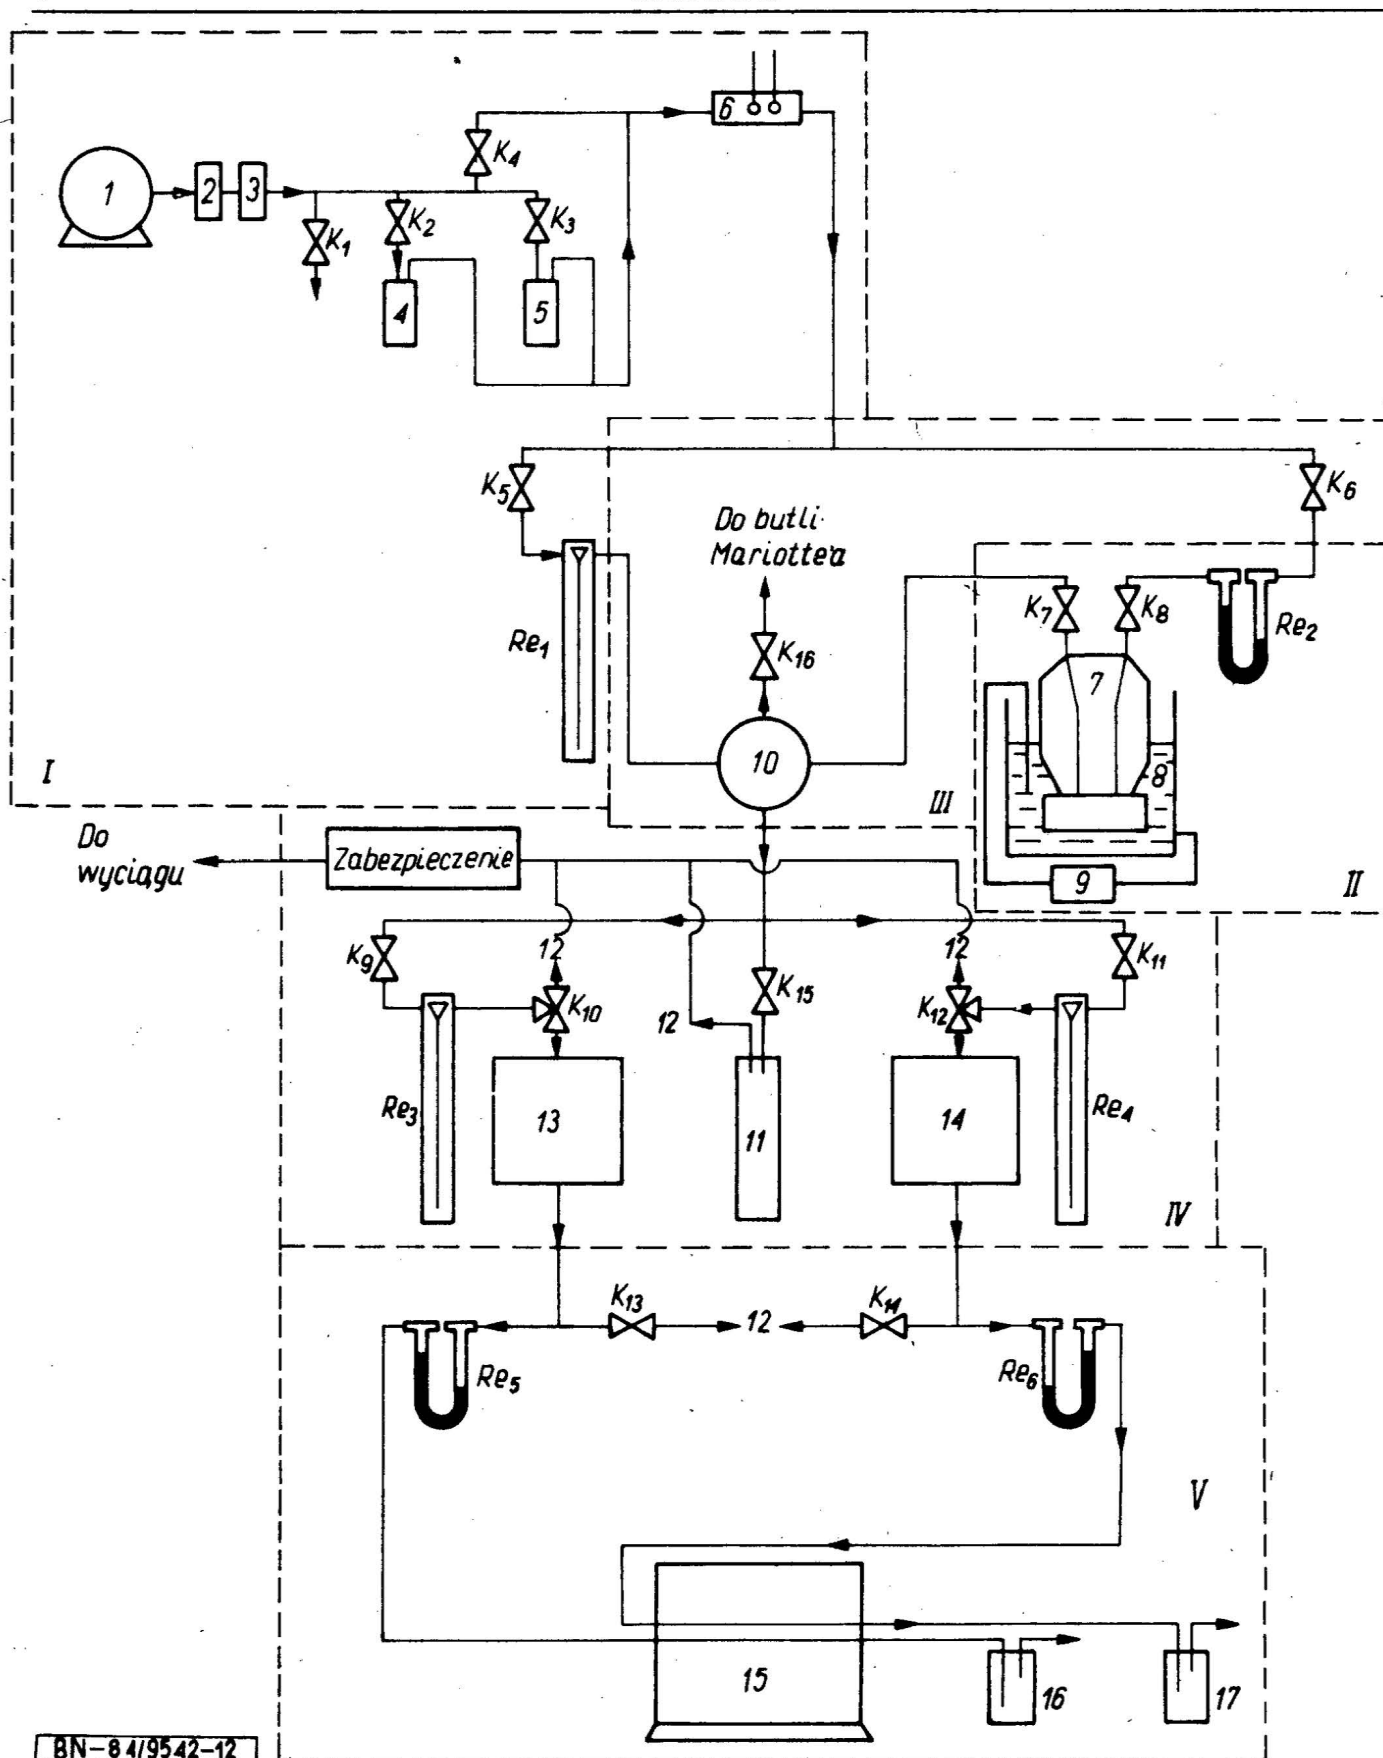 6
K4
1
2
3
K2
K3
K1
4
5
K5
K6
Do butli
Mariotte'a
K7
K8
Re2
Re1
K16
7
10
8
I
III
Do
wyciągu
Zabezpieczenie
9
II
K9
12
12
K11
K10
K15
K12
12
Re3
13
11
14
Re4
IV
K13
12
K14
Re5
Re6
V
15
16
17
BN-84/9542-12